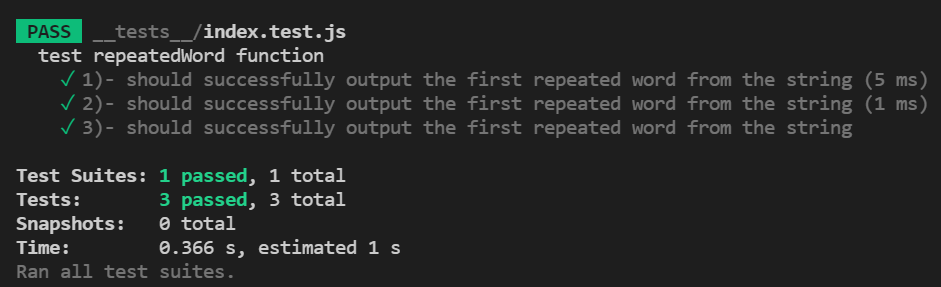 PASS __tests__/index.test.js
test repeatedWord function
✓ 1)- should successfully output the first repeated word from the string (5 ms)
✓ 2)- should successfully output the first repeated word from the string (1 ms)
✓ 3)- should successfully output the first repeated word from the string
Test Suites: 1 passed, 1 total
Tests: 3 passed, 3 total
Snapshots: 0 total
Time: 0.366 s, estimated 1 s
Ran all test suites.